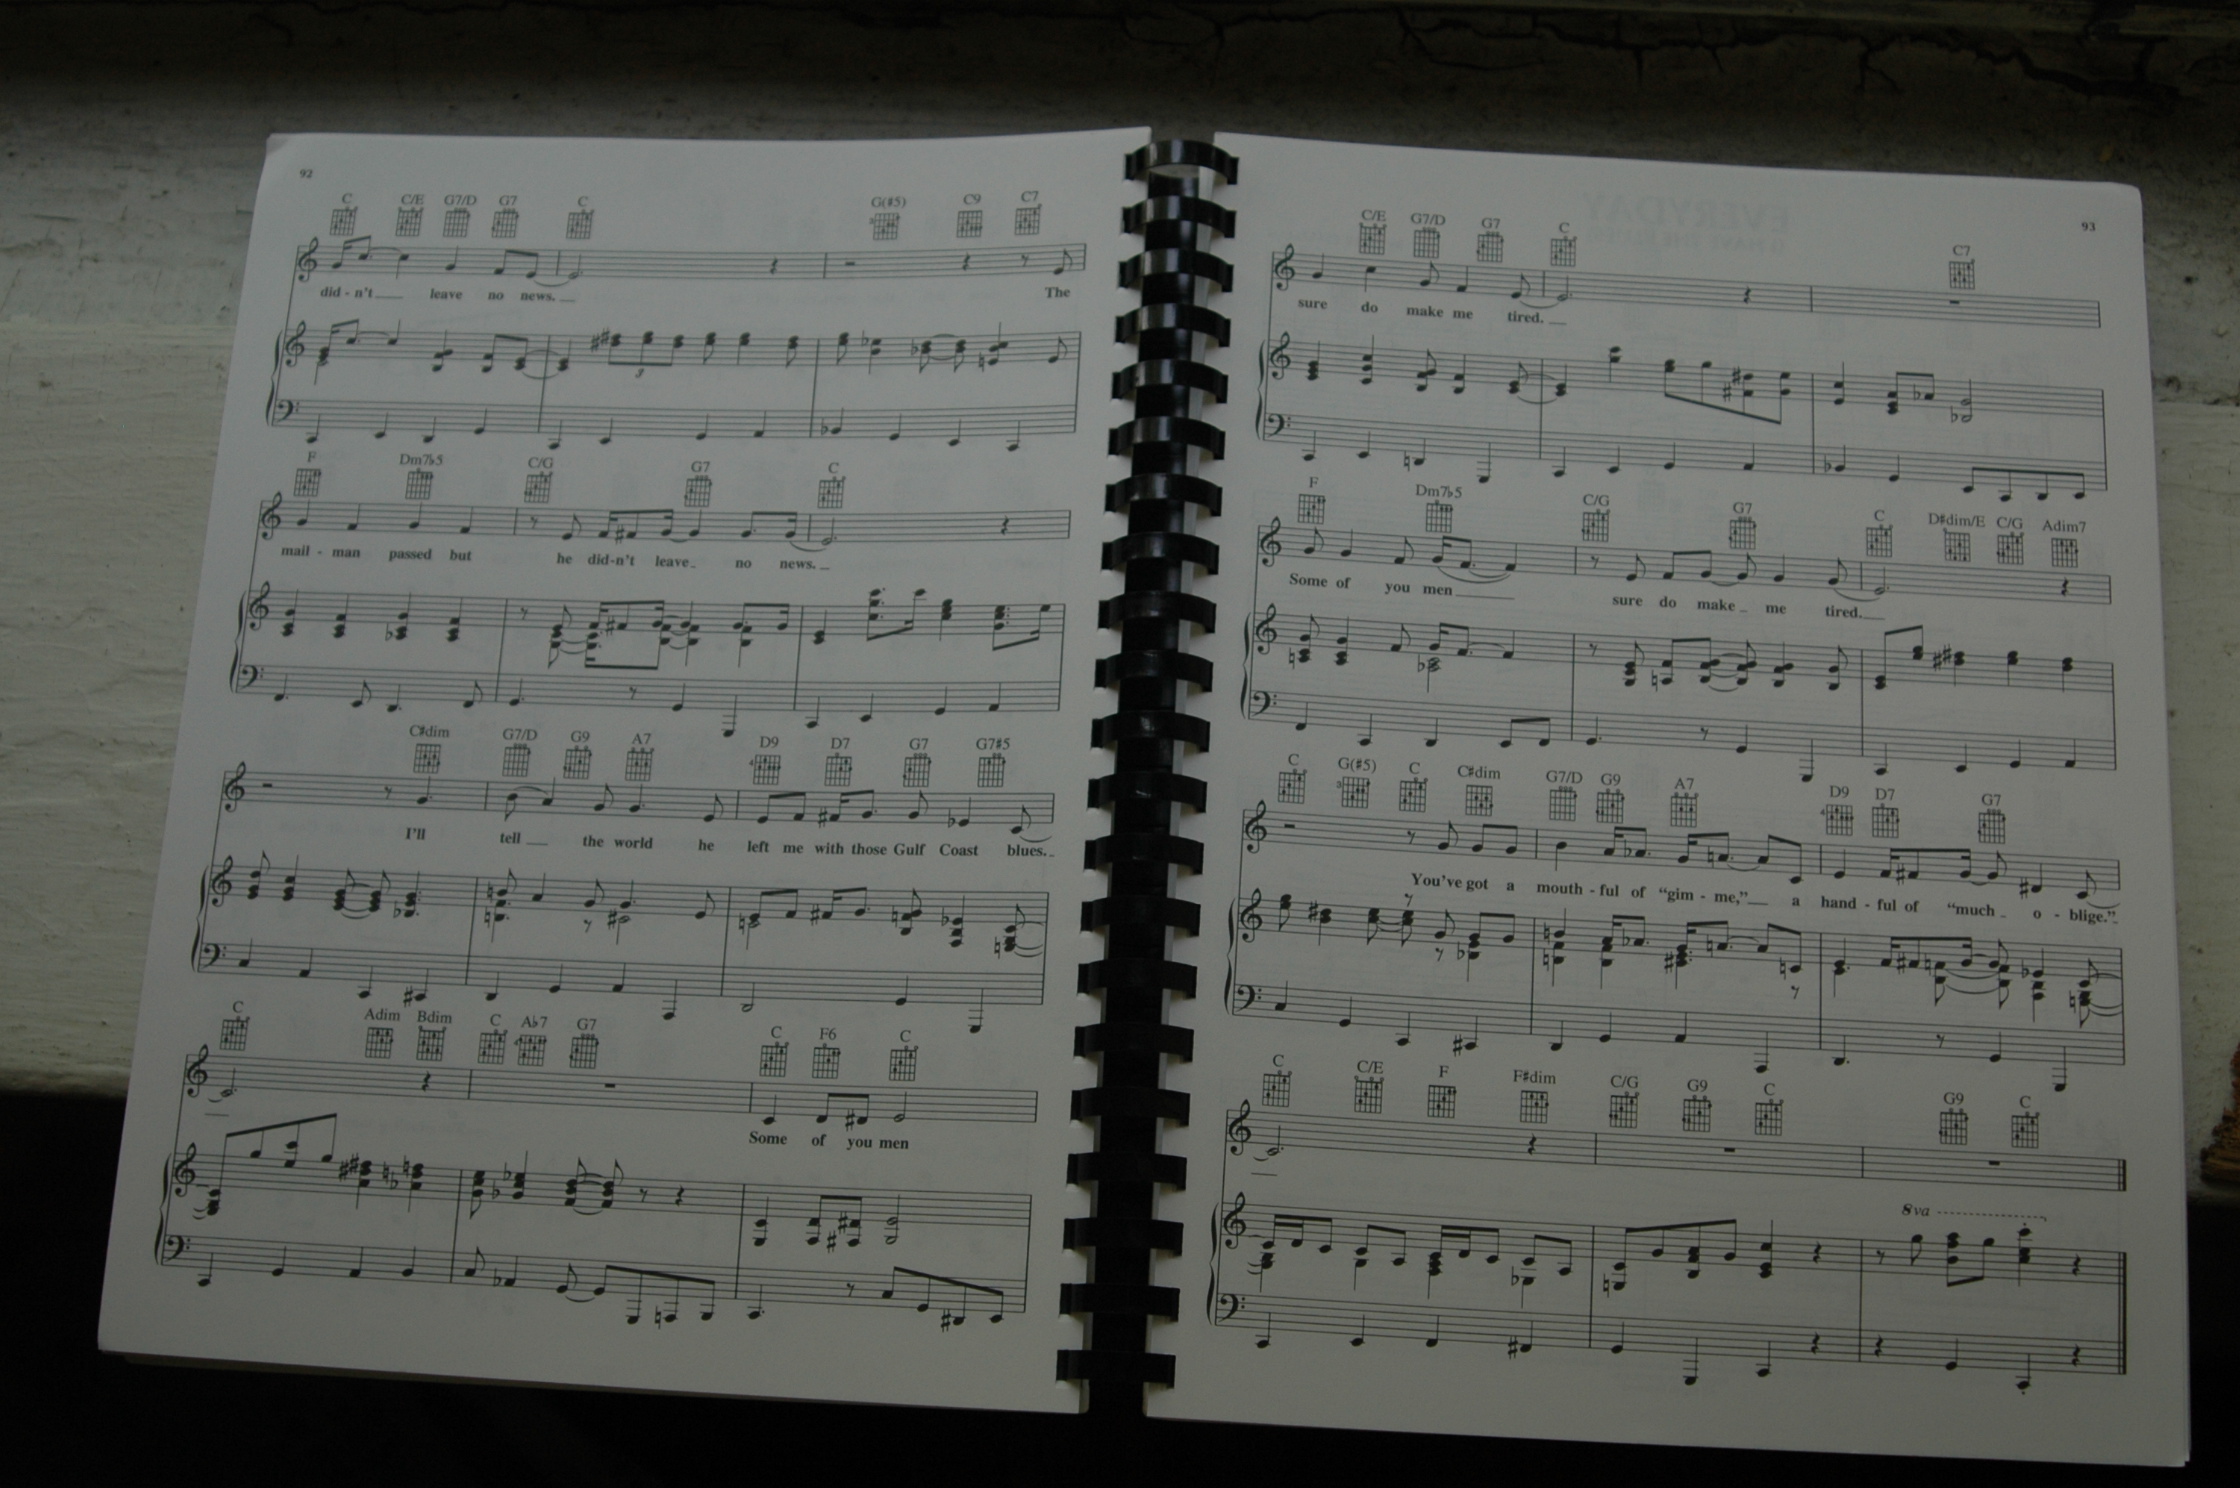 92
C C/E G7/D G7 C G(♯5) C9 C7
did - n't leave no news. The
F Dm7♭5 C/G G7 C
mail - man passed but he did-n't leave no news.
C♯dim G7/D G9 A7 D9 D7 G7 G7♯5
I'll tell the world he left me with those Gulf Coast blues.
C Adim Bdim C A♭7 G7 C F6 C
Some of you men
93
C/E G7/D G7 C C7
sure do make me tired.
F Dm7♭5 C/G G7 C D♯dim/E C/G Adim7
Some of you men sure do make me tired.
C G(♯5) C C♯dim G7/D G9 A7 D9 D7 G7
You've got a mouth - ful of “gim - me,” a hand - ful of “much o - blige.”
C C/E F F♯dim C/G G9 C G9 C
8va